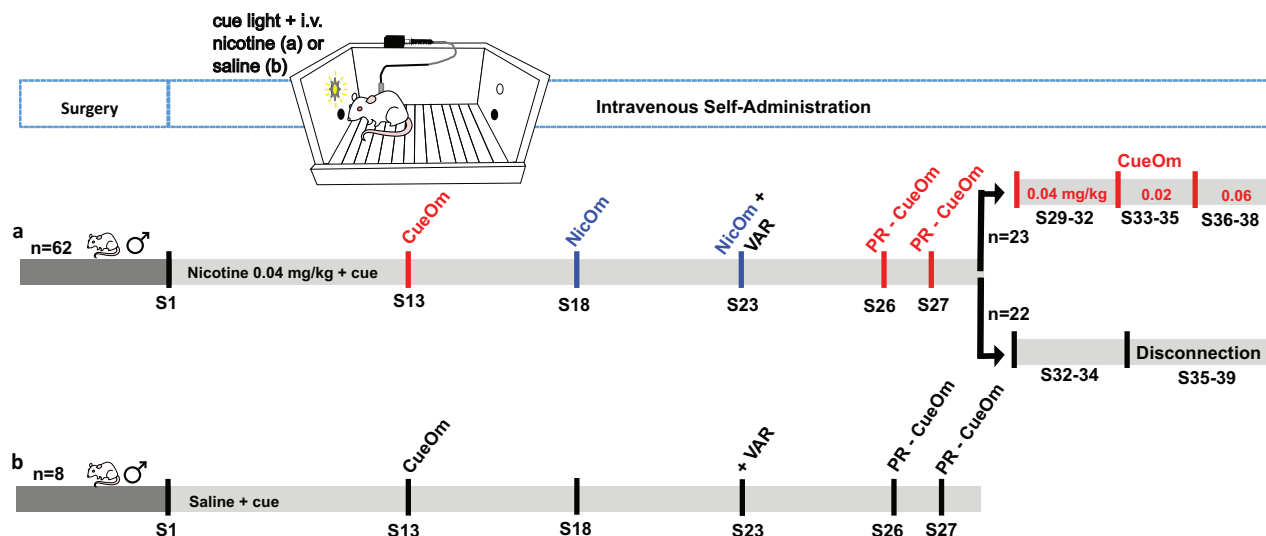 cue light + i.v.
nicotine (a) or
saline (b)
Surgery
Intravenous Self-Administration
CueOm
0.04 mg/kg
0.02
0.06
S29-32
S33-35
S36-38
a
n=62
CueOm
NicOm
NicOm +
VAR
PR - CueOm
PR - CueOm
n=23
Nicotine 0.04 mg/kg + cue
S1
S13
S18
S23
S26
S27
n=22
Disconnection
S32-34
S35-39
b
n=8
CueOm
+ VAR
PR - CueOm
PR - CueOm
Saline + cue
S1
S13
S18
S23
S26
S27